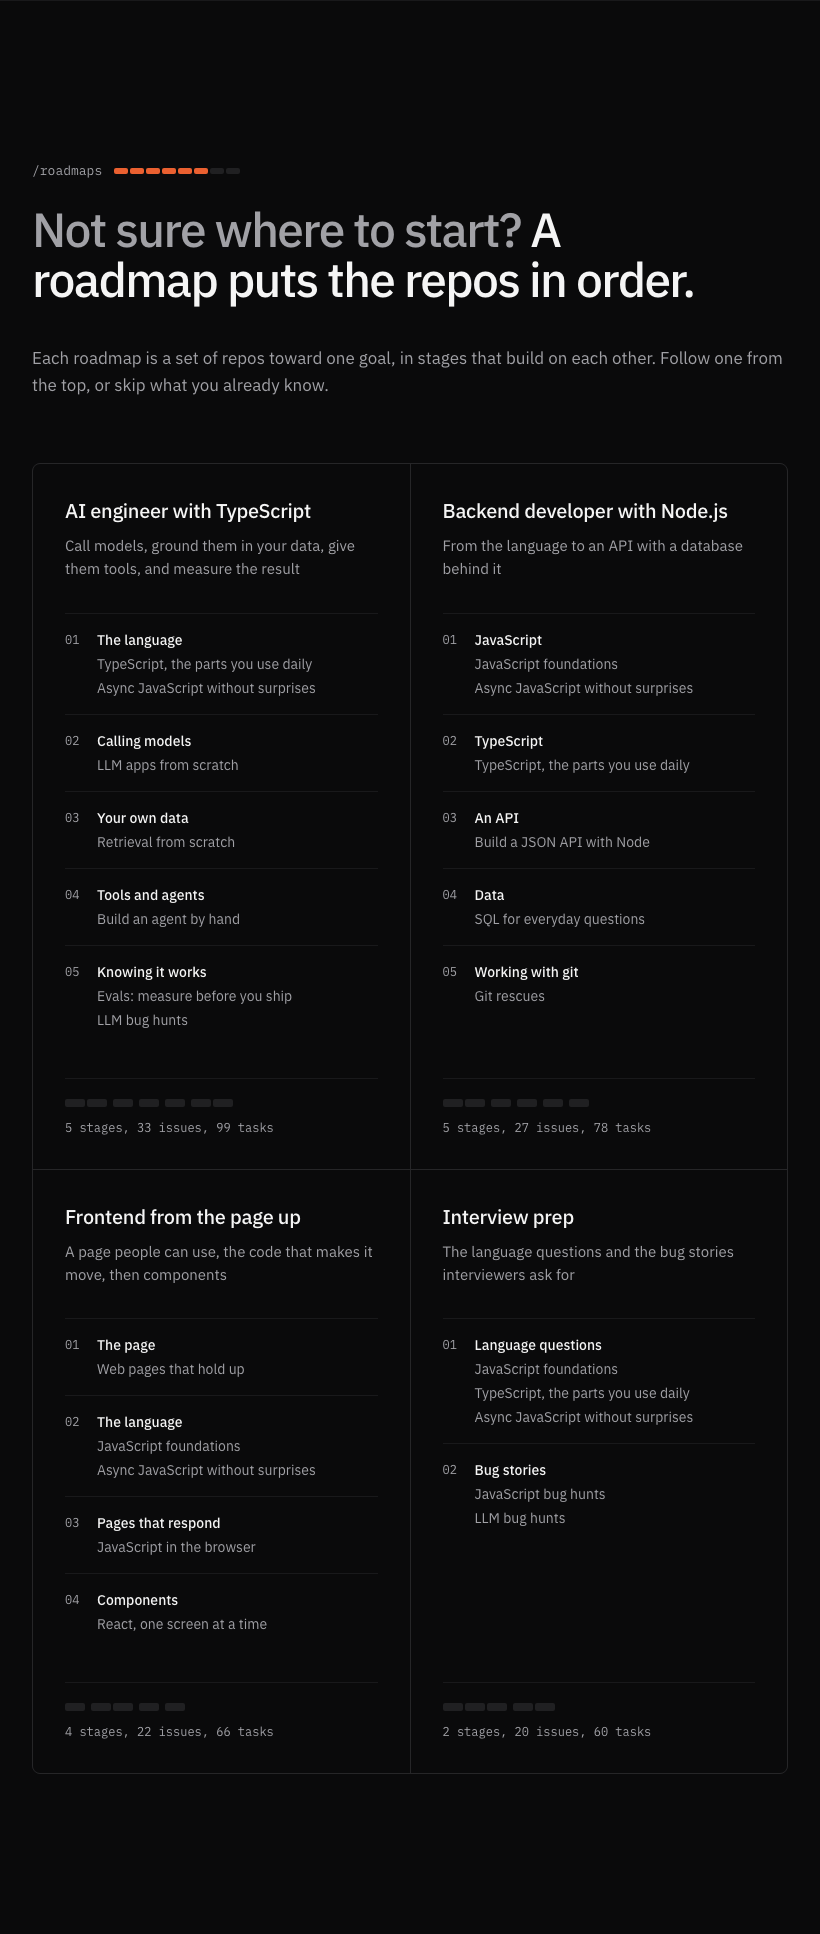 /roadmaps
Not sure where to start? A
roadmap puts the repos in order.
Each roadmap is a set of repos toward one goal, in stages that build on each other. Follow one from
the top, or skip what you already know.
AI engineer with TypeScript
Call models, ground them in your data, give
them tools, and measure the result
01 The language
TypeScript, the parts you use daily
Async JavaScript without surprises
02 Calling models
LLM apps from scratch
03 Your own data
Retrieval from scratch
04 Tools and agents
Build an agent by hand
05 Knowing it works
Evals: measure before you ship
LLM bug hunts
5 stages, 33 issues, 99 tasks
Backend developer with Node.js
From the language to an API with a database
behind it
01 JavaScript
JavaScript foundations
Async JavaScript without surprises
02 TypeScript
TypeScript, the parts you use daily
03 An API
Build a JSON API with Node
04 Data
SQL for everyday questions
05 Working with git
Git rescues
5 stages, 27 issues, 78 tasks
Frontend from the page up
A page people can use, the code that makes it
move, then components
01 The page
Web pages that hold up
02 The language
JavaScript foundations
Async JavaScript without surprises
03 Pages that respond
JavaScript in the browser
04 Components
React, one screen at a time
4 stages, 22 issues, 66 tasks
Interview prep
The language questions and the bug stories
interviewers ask for
01 Language questions
JavaScript foundations
TypeScript, the parts you use daily
Async JavaScript without surprises
02 Bug stories
JavaScript bug hunts
LLM bug hunts
2 stages, 20 issues, 60 tasks